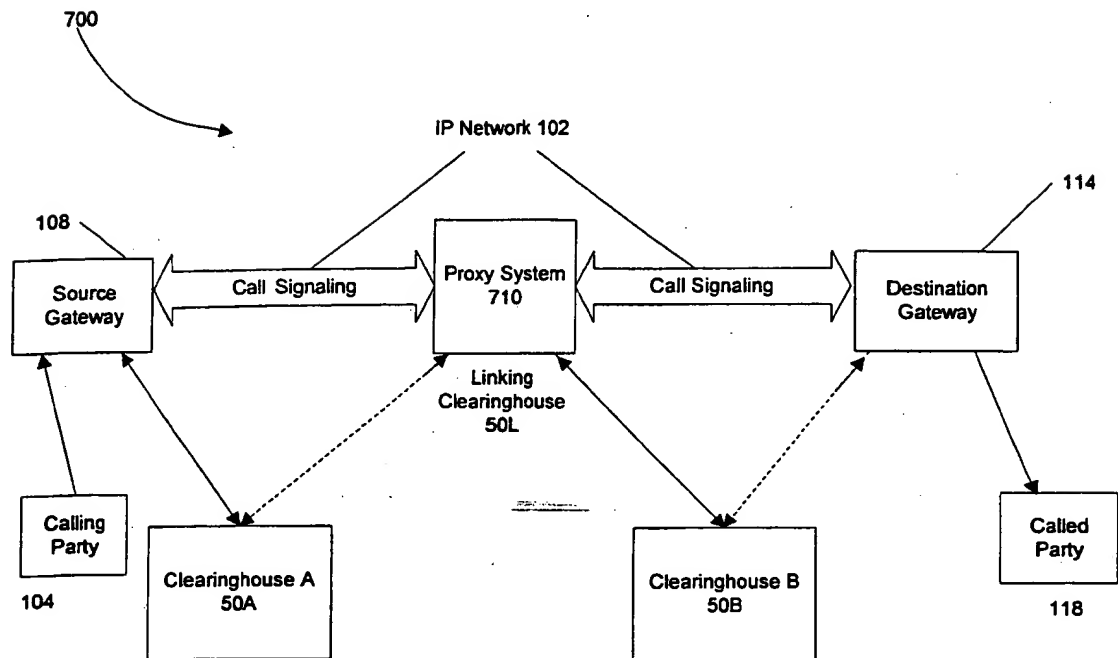 700
IP Network 102
114
108
Source
Gateway
Call Signaling
Proxy System
710
Call Signaling
Destination
Gateway
Linking
Clearinghouse
50L
Calling
Party
104
Clearinghouse A
50A
Clearinghouse B
50B
Called
Party
118